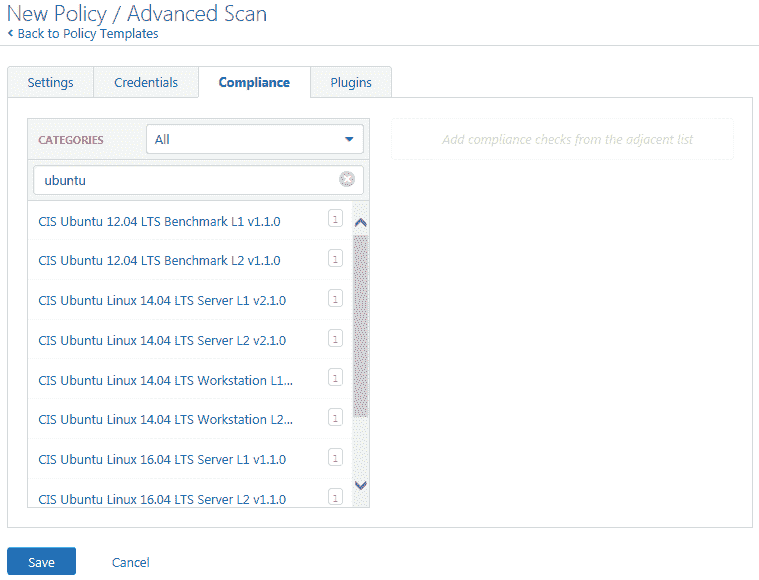 New Policy / Advanced Scan
Back to Policy Templates
Settings Credentials Compliance Plugins
CATEGORIES All
Add compliance checks from the adjacent list
ubuntu
CIS Ubuntu 12.04 LTS Benchmark L1 v1.1.0 1
CIS Ubuntu 12.04 LTS Benchmark L2 v1.1.0 1
CIS Ubuntu Linux 14.04 LTS Server L1 v2.1.0 1
CIS Ubuntu Linux 14.04 LTS Server L2 v2.1.0 1
CIS Ubuntu Linux 14.04 LTS Workstation L1... 1
CIS Ubuntu Linux 14.04 LTS Workstation L2... 1
CIS Ubuntu Linux 16.04 LTS Server L1 v1.1.0 1
CIS Ubuntu Linux 16.04 LTS Server L2 v1.1.0 1
Save Cancel